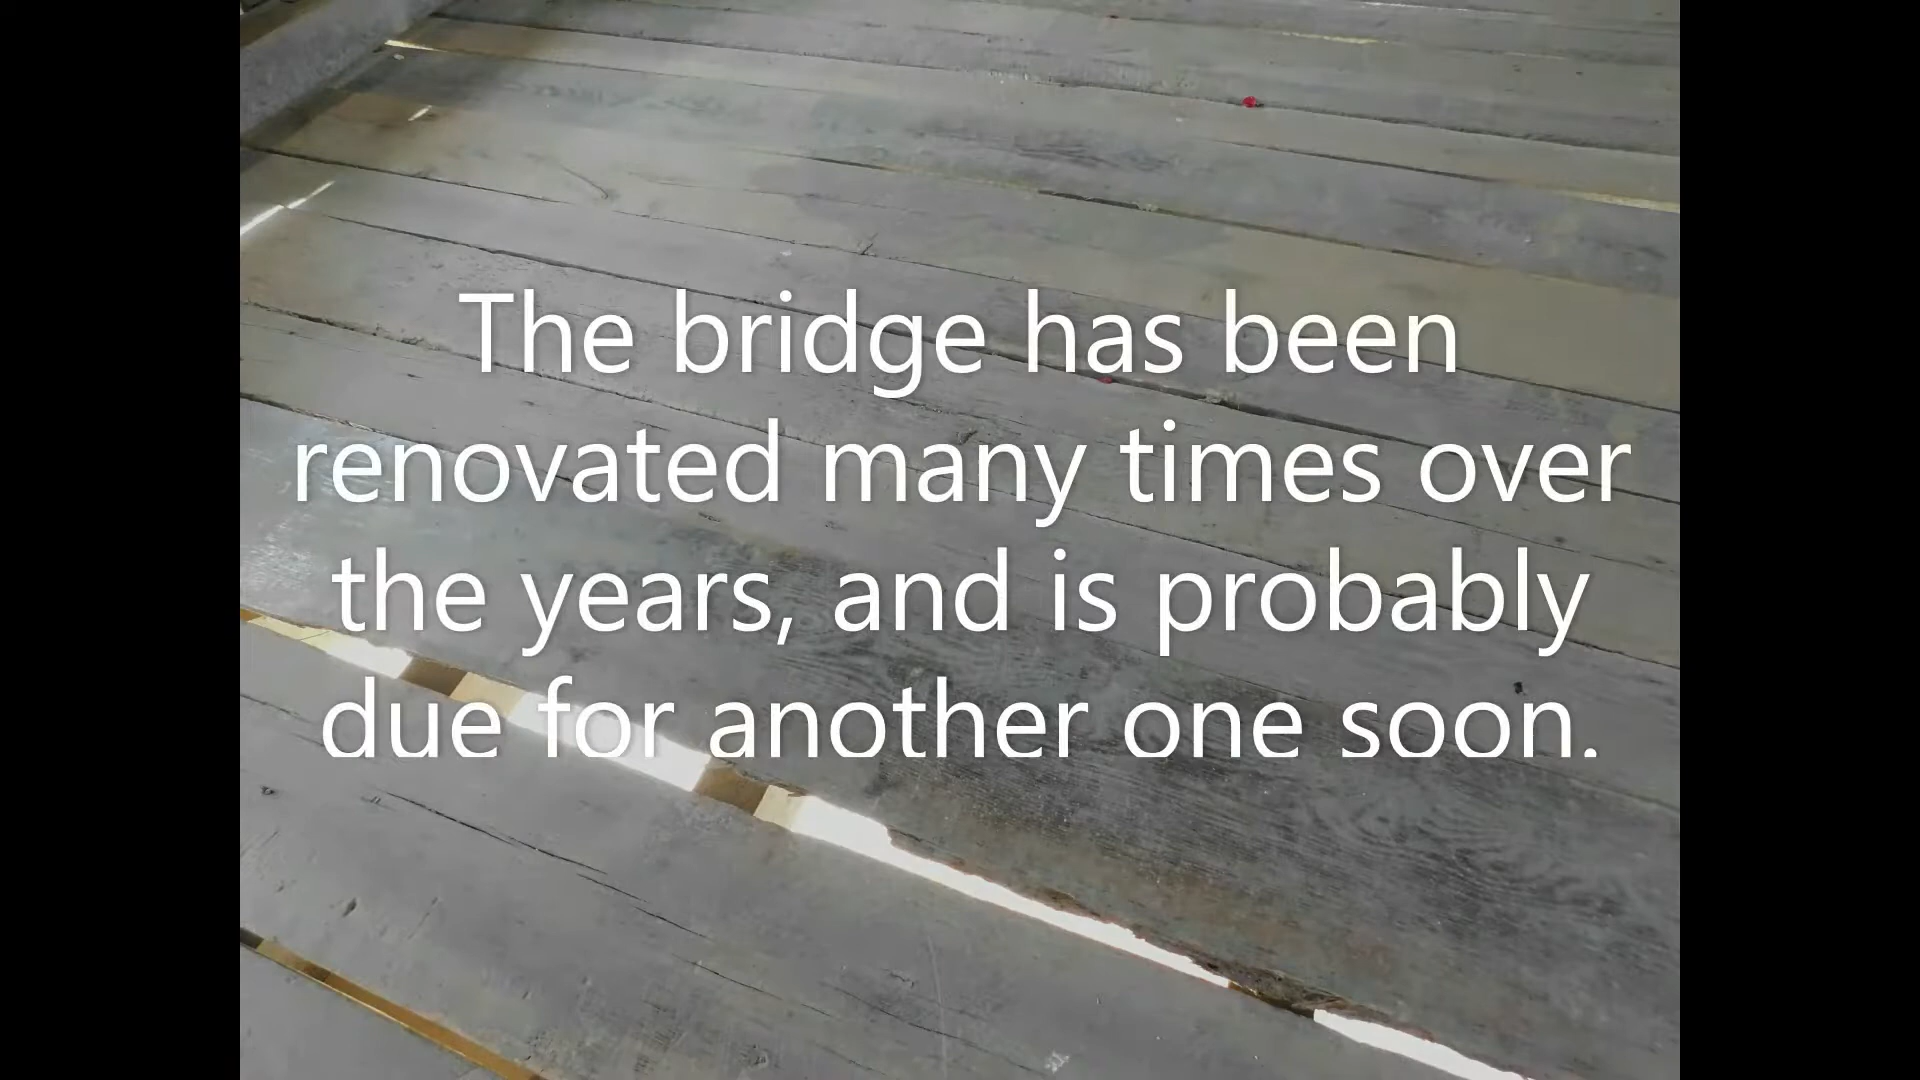 The bridge has been
renovated many times over
the years, and is probably
due for another one soon.